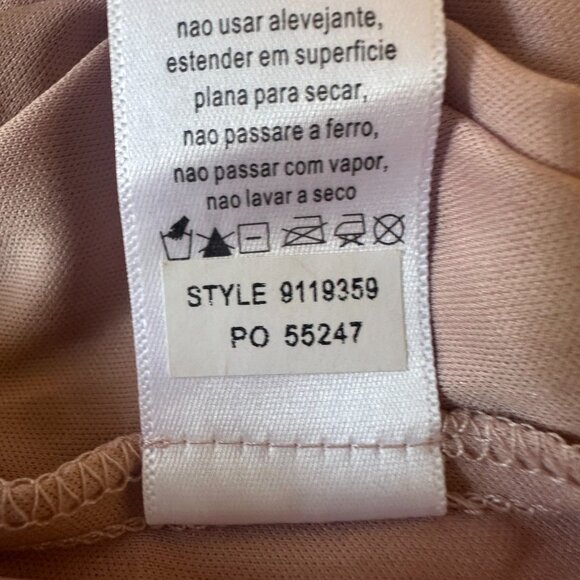 nao usar alevejante,
estender em superficie
plana para secar,
nao passare a ferro,
nao passar com vapor,
nao lavar a seco
STYLE 9119359
PO 55247